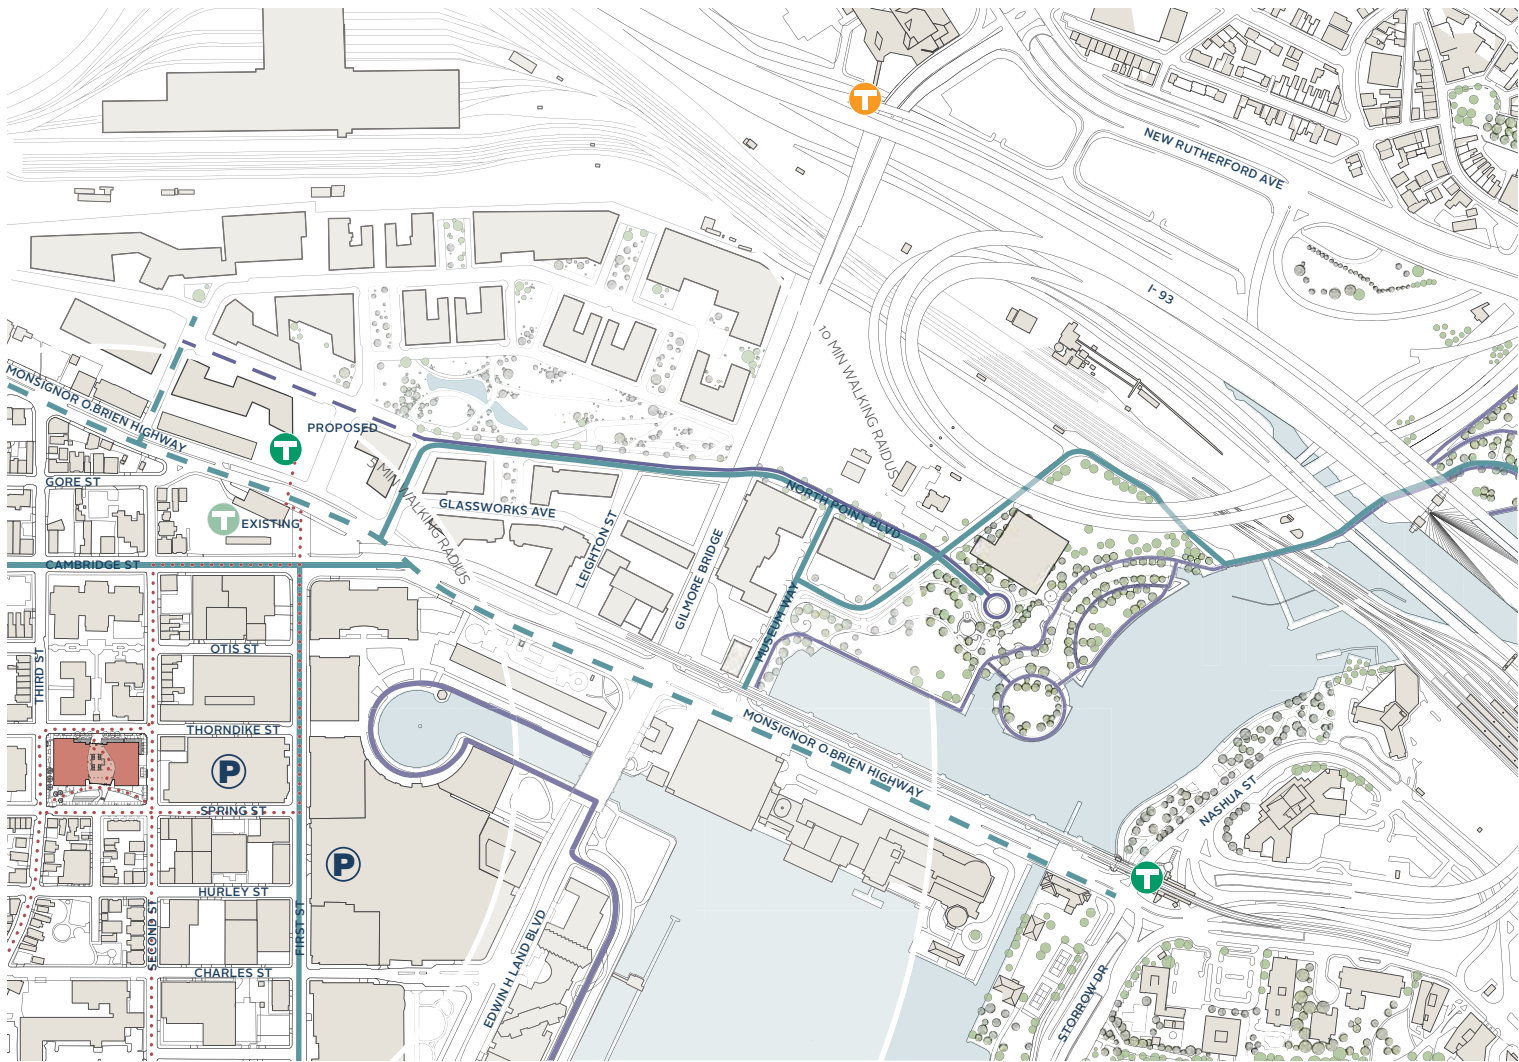 T
NEW RUTHERFORD AVE
I- 93
10 MIN WALKING RAIDUS
MONSIGNOR O.BRIEN HIGHWAY
PROPOSED
T
5 MIN WALKING RADIUS
GORE ST
NORTH POINT BLVD
GLASSWORKS AVE
T
EXISTING
LEIGHTON ST
GILMORE BRIDGE
CAMBRIDGE ST
MUSEUM WAY
OTIS ST
THIRD ST
THORNDIKE ST
MONSIGNOR O.BRIEN HIGHWAY
P
NASHUA ST
SPRING ST
P
T
HURLEY ST
SECOND ST
FIRST ST
EDWIN H LAND BLVD
CHARLES ST
STORROW DR